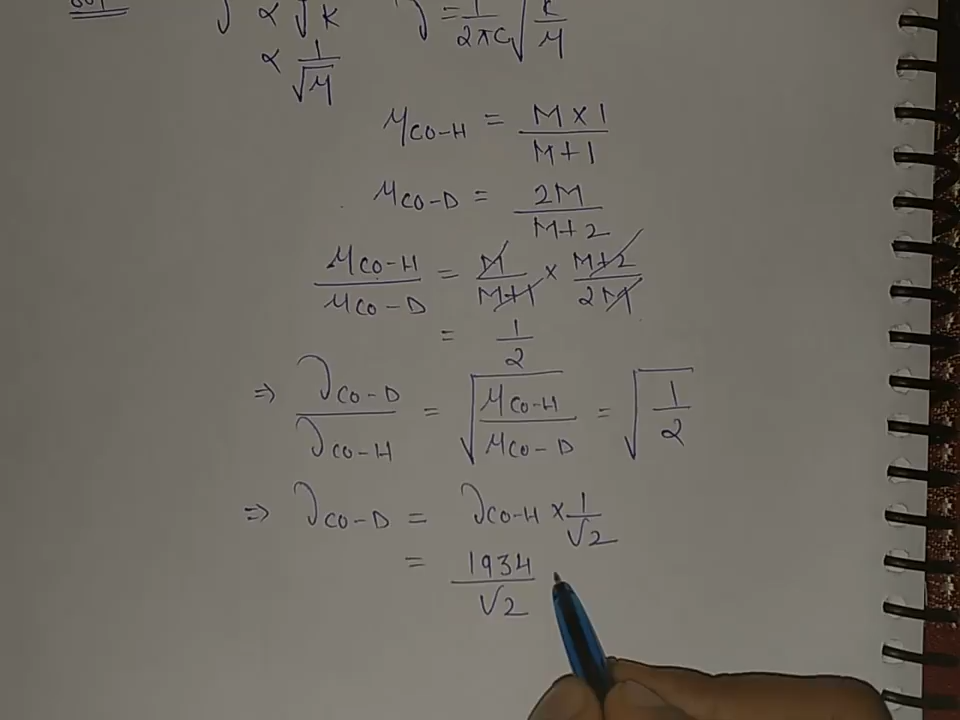 ∝ √K ν̄ = 1/2πc √K/μ
∝ 1/√μ
μCO-H = M×1/M+1
μCO-D = 2M/M+2
μCO-H/μCO-D = M/M+1 × M+2/2M
= 1/2
⇒ νCO-D/νCO-H = √μCO-H/μCO-D = √1/2
⇒ νCO-D = νCO-H × 1/√2
= 1934/√2